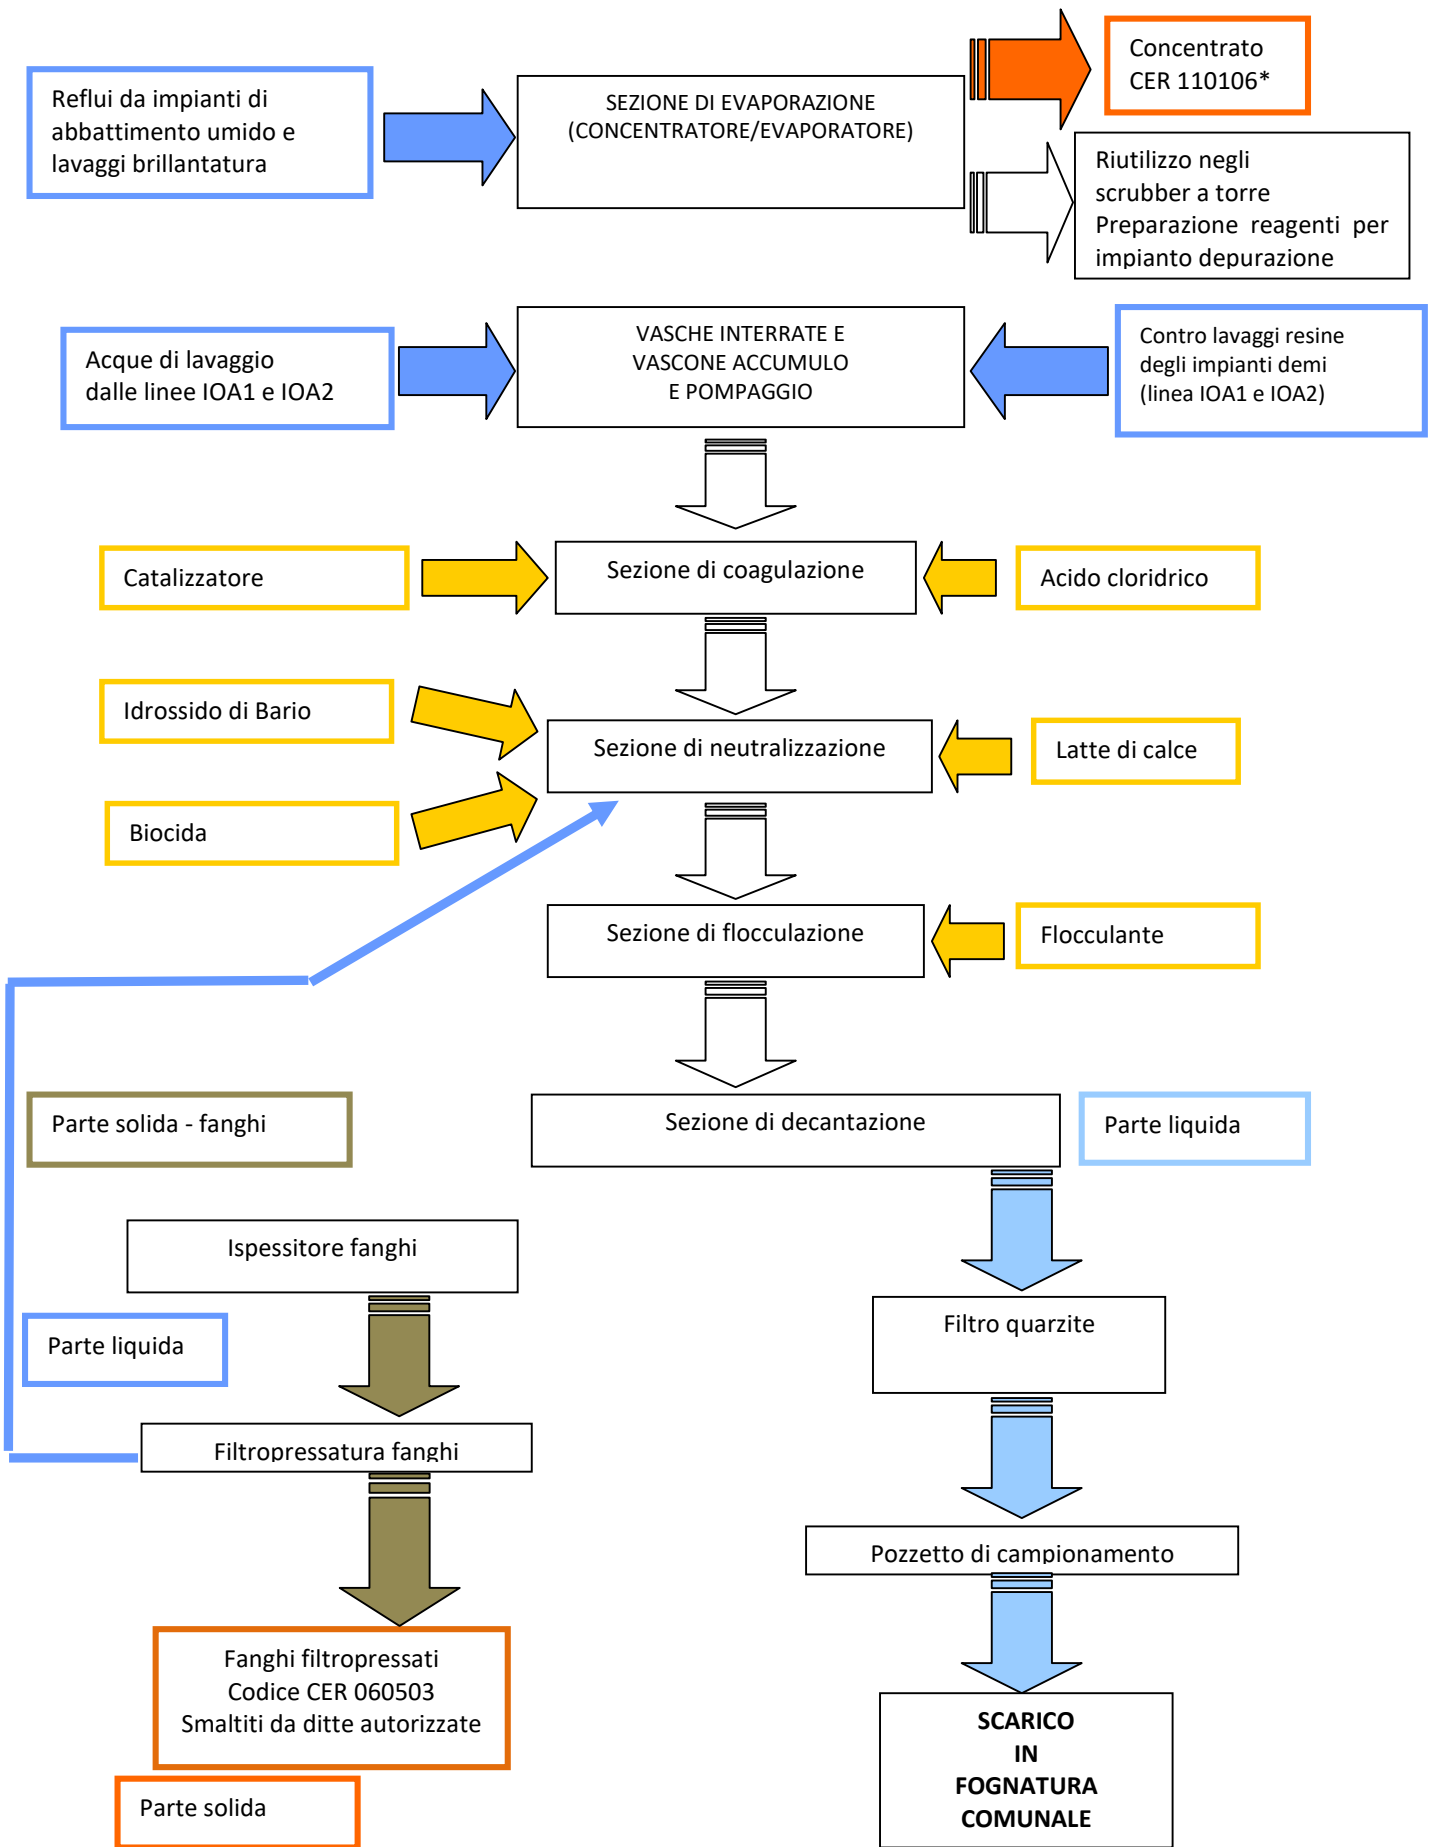 Concentrato
CER 110106*
Reflui da impianti di
abbattimento umido e
lavaggi brillantatura
SEZIONE DI EVAPORAZIONE
(CONCENTRATORE/EVAPORATORE)
Riutilizzo negli
scrubber a torre
Preparazione reagenti per
impianto depurazione
Acque di lavaggio
dalle linee IOA1 e IOA2
VASCHE INTERRATE E
VASCONE ACCUMULO
E POMPAGGIO
Contro lavaggi resine
degli impianti demi
(linea IOA1 e IOA2)
Catalizzatore
Sezione di coagulazione
Acido cloridrico
Idrossido di Bario
Sezione di neutralizzazione
Latte di calce
Biocida
Sezione di flocculazione
Flocculante
Parte solida - fanghi
Sezione di decantazione
Parte liquida
Ispessitore fanghi
Parte liquida
Filtro quarzite
Filtropressatura fanghi
Pozzetto di campionamento
Fanghi filtropressati
Codice CER 060503
Smaltiti da ditte autorizzate
SCARICO
IN
FOGNATURA
COMUNALE
Parte solida